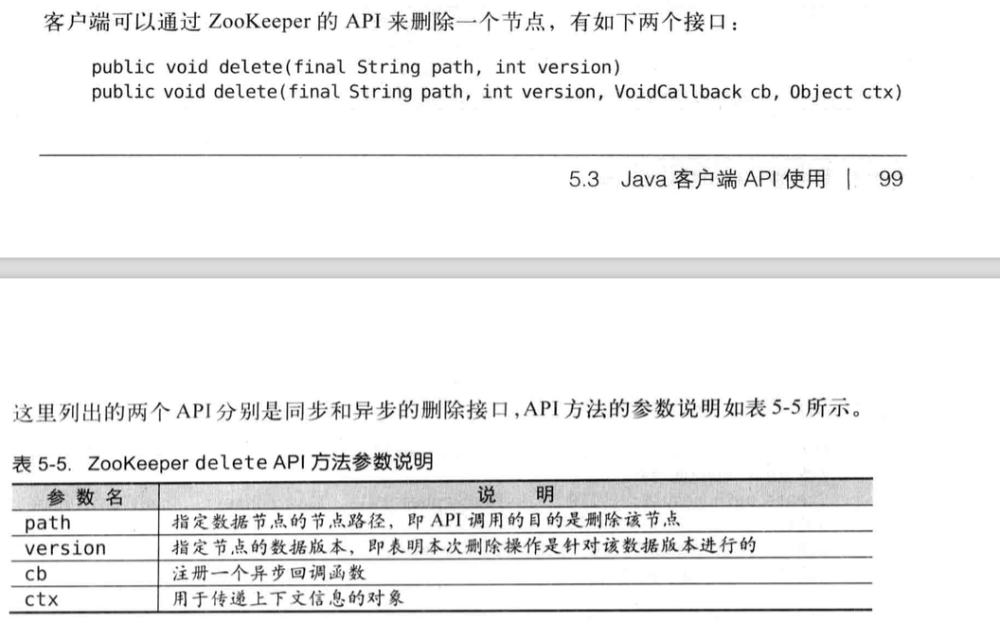 客户端可以通过 ZooKeeper 的 API 来删除一个节点，有如下两个接口：
public void delete(final String path, int version)
public void delete(final String path, int version, VoidCallback cb, Object ctx)
5.3 Java 客户端 API 使用 | 99
这里列出的两个 API 分别是同步和异步的删除接口,API 方法的参数说明如表 5-5 所示。
表 5-5. ZooKeeper delete API 方法参数说明
参数名 说明
path 指定数据节点的节点路径，即 API 调用的目的是删除该节点
version 指定节点的数据版本，即表明本次删除操作是针对该数据版本进行的
cb 注册一个异步回调函数
ctx 用于传递上下文信息的对象